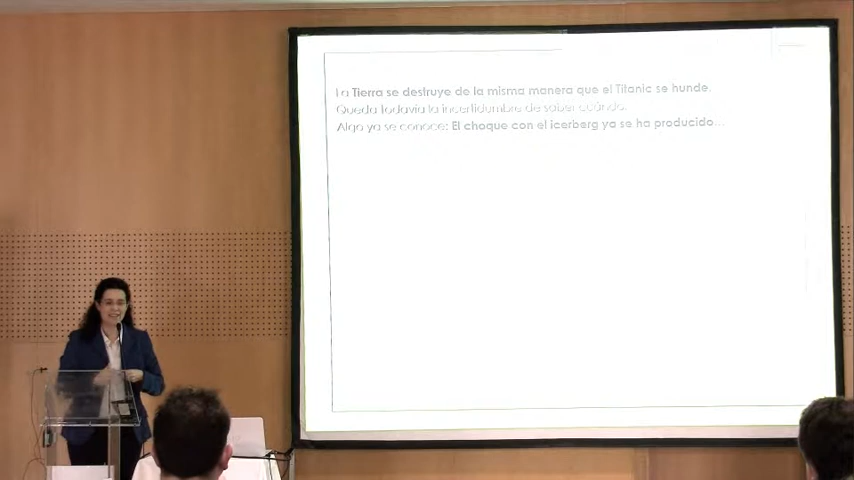 La Tierra se destruye de la misma manera que el Titanic se hunde.
Queda todavía la incertidumbre de saber cuándo.
Algo ya se conoce: El choque con el icerberg ya se ha producido...